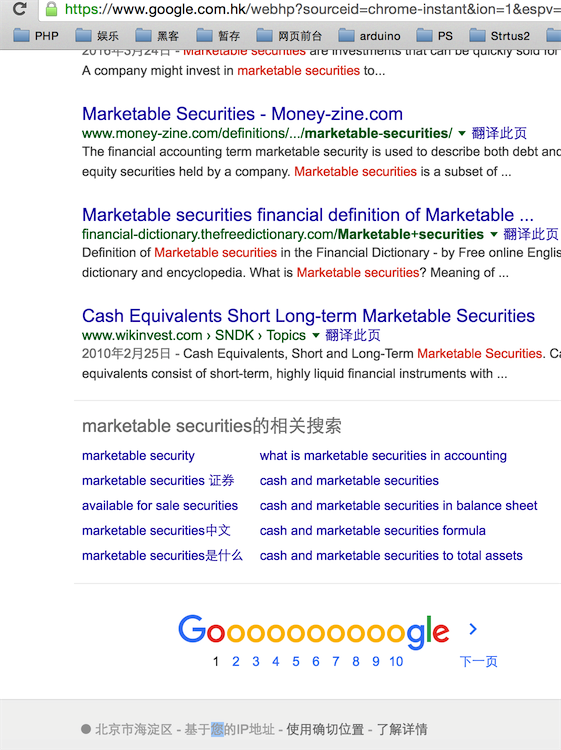 https://www.google.com.hk/webhp?sourceid=chrome-instant&ion=1&espv=
PHP 娱乐 黑客 暂存 网页前台 arduino PS Strtus2
2016年3月24日 - Marketable securities are investments that can be quickly sold for
A company might invest in marketable securities to...
Marketable Securities - Money-zine.com
www.money-zine.com/definitions/.../marketable-securities/ 翻译此页
The financial accounting term marketable security is used to describe both debt and
equity securities held by a company. Marketable securities is a subset of ...
Marketable securities financial definition of Marketable ...
financial-dictionary.thefreedictionary.com/Marketable+securities 翻译此页
Definition of Marketable securities in the Financial Dictionary - by Free online Englis
dictionary and encyclopedia. What is Marketable securities? Meaning of ...
Cash Equivalents Short Long-term Marketable Securities
www.wikinvest.com › SNDK › Topics 翻译此页
2010年2月25日 - Cash Equivalents, Short and Long-Term Marketable Securities. Ca
equivalents consist of short-term, highly liquid financial instruments with ...
marketable securities的相关搜索
marketable security what is marketable securities in accounting
marketable securities 证券 cash and marketable securities
available for sale securities cash and marketable securities in balance sheet
marketable securities中文 cash and marketable securities formula
marketable securities是什么 cash and marketable securities to total assets
Goooooooooogle >
1 2 3 4 5 6 7 8 9 10 下一页
北京市海淀区 - 基于您的IP地址 - 使用确切位置 - 了解详情